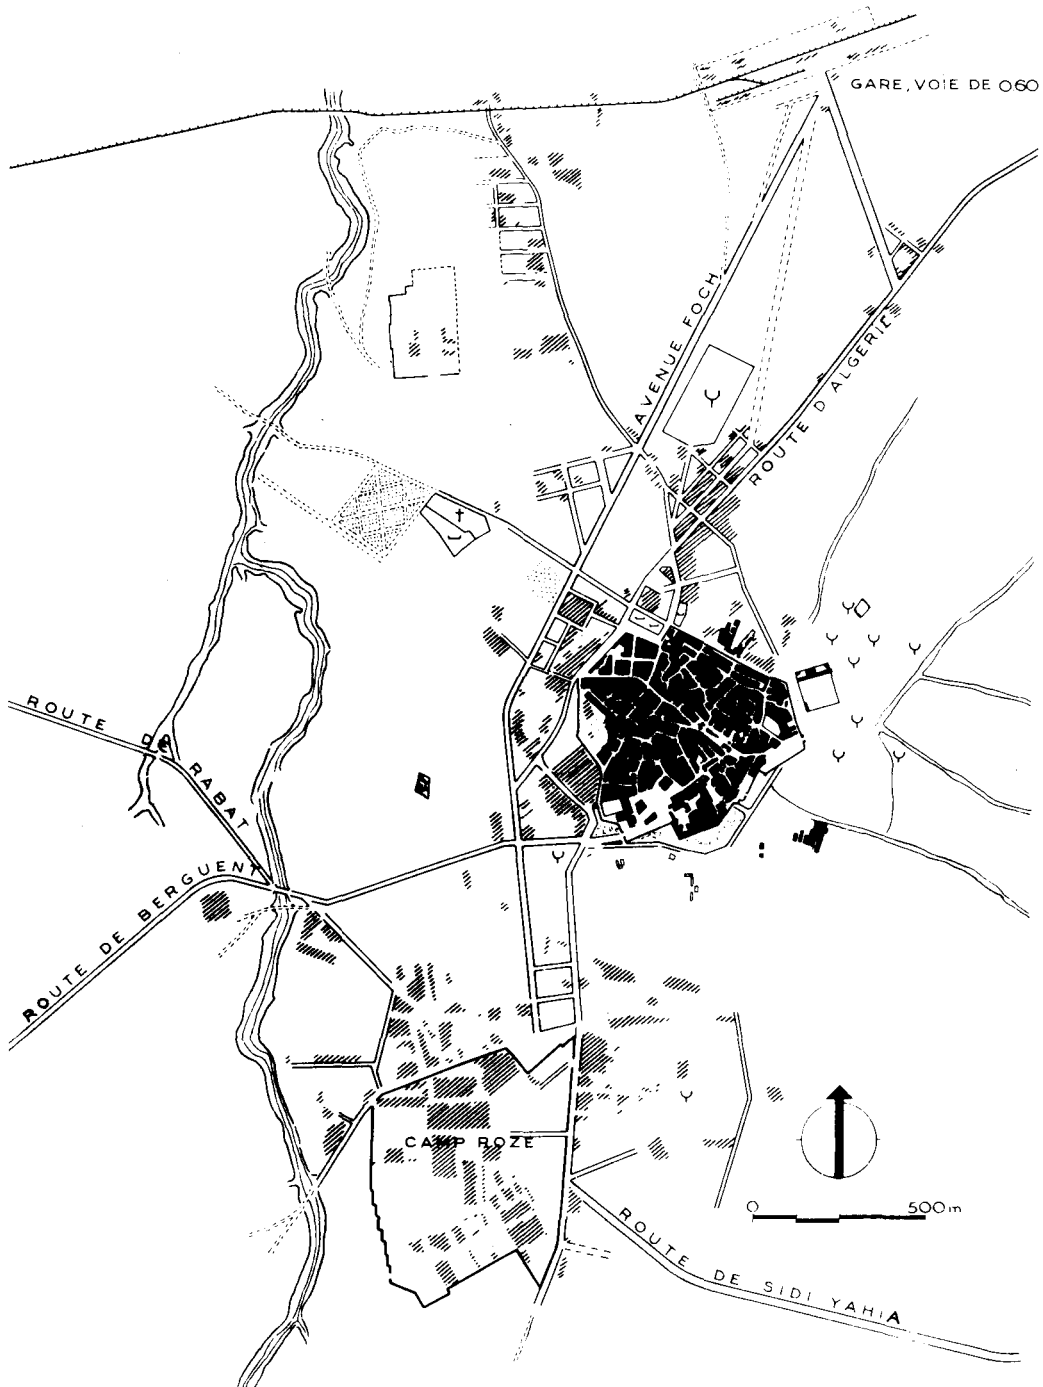 GARE, VOIE DE 060
AVENUE FOCH
ROUTE D ALGERIE
ROUTE DE RABAT
ROUTE DE BERGUENT
CAMP ROZE
0 500m
ROUTE DE SIDI YAHIA